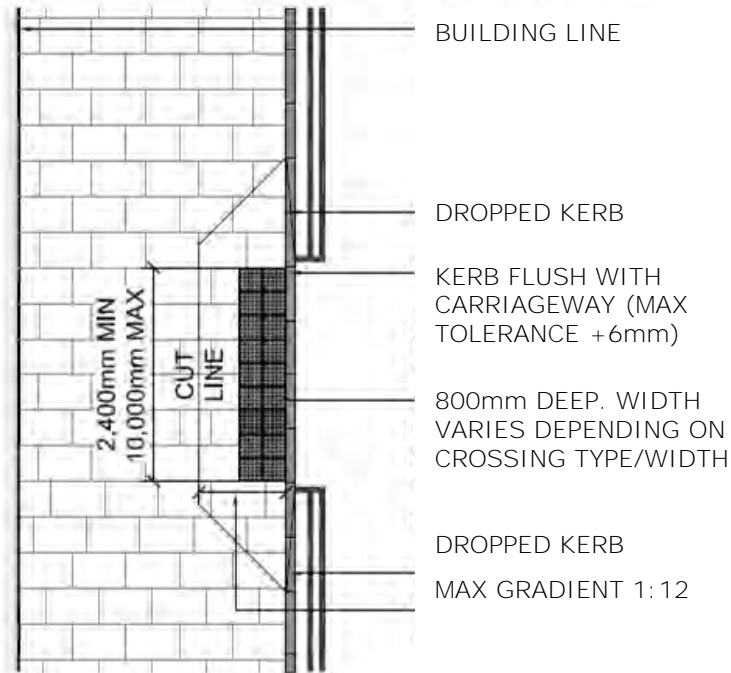 BUILDING LINE
DROPPED KERB
KERB FLUSH WITH
CARRIAGEWAY (MAX
TOLERANCE +6mm)
2,400mm MIN
10,000mm MAX
CUT
LINE
800mm DEEP. WIDTH
VARIES DEPENDING ON
CROSSING TYPE/WIDTH
DROPPED KERB
MAX GRADIENT 1:12